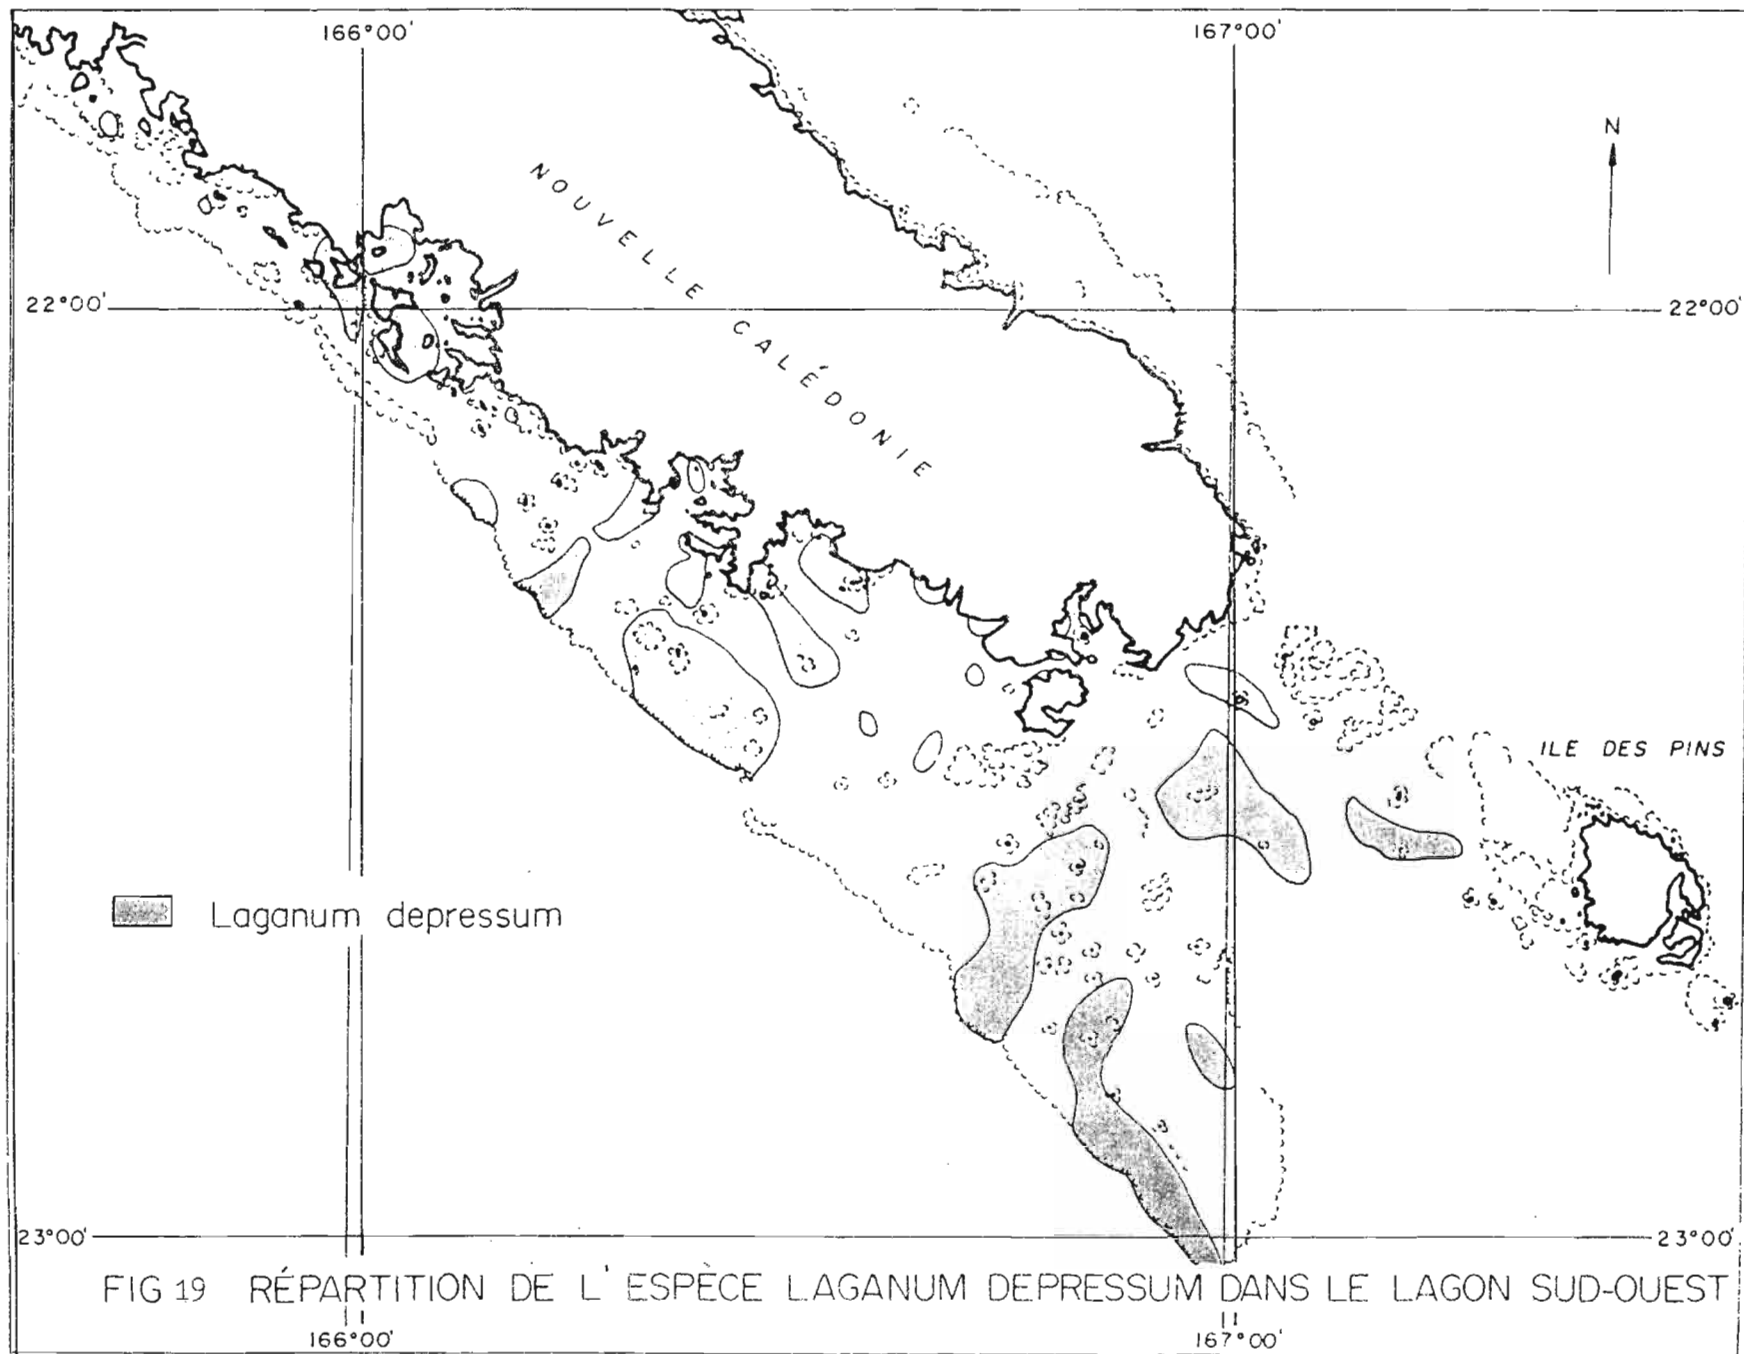 166°00'
167°00'
N
NOUVELLE CALÉDONIE
22°00'
22°00'
ILE DES PINS
Laganum depressum
23°00'
23°00'
FIG 19 RÉPARTITION DE L'ESPÈCE LAGANUM DEPRESSUM DANS LE LAGON SUD-OUEST
166°00'
167°00'